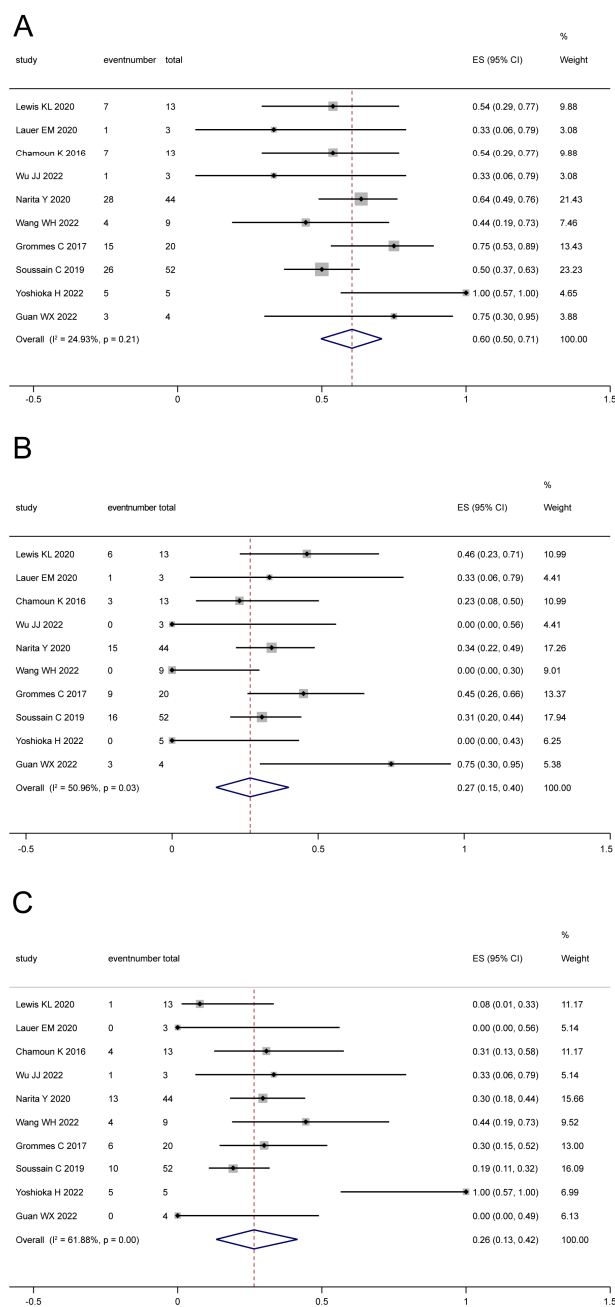 A
%
study eventnumber total ES (95% CI) Weight
Lewis KL 2020 7 13 0.54 (0.29, 0.77) 9.88
Lauer EM 2020 1 3 0.33 (0.06, 0.79) 3.08
Chamoun K 2016 7 13 0.54 (0.29, 0.77) 9.88
Wu JJ 2022 1 3 0.33 (0.06, 0.79) 3.08
Narita Y 2020 28 44 0.64 (0.49, 0.76) 21.43
Wang WH 2022 4 9 0.44 (0.19, 0.73) 7.46
Grommes C 2017 15 20 0.75 (0.53, 0.89) 13.43
Soussain C 2019 26 52 0.50 (0.37, 0.63) 23.23
Yoshioka H 2022 5 5 1.00 (0.57, 1.00) 4.65
Guan WX 2022 3 4 0.75 (0.30, 0.95) 3.88
Overall (I² = 24.93%, p = 0.21) 0.60 (0.50, 0.71) 100.00
-0.5 0 0.5 1 1.5
B
%
study eventnumber total ES (95% CI) Weight
Lewis KL 2020 6 13 0.46 (0.23, 0.71) 10.99
Lauer EM 2020 1 3 0.33 (0.06, 0.79) 4.41
Chamoun K 2016 3 13 0.23 (0.08, 0.50) 10.99
Wu JJ 2022 0 3 0.00 (0.00, 0.56) 4.41
Narita Y 2020 15 44 0.34 (0.22, 0.49) 17.26
Wang WH 2022 0 9 0.00 (0.00, 0.30) 9.01
Grommes C 2017 9 20 0.45 (0.26, 0.66) 13.37
Soussain C 2019 16 52 0.31 (0.20, 0.44) 17.94
Yoshioka H 2022 0 5 0.00 (0.00, 0.43) 6.25
Guan WX 2022 3 4 0.75 (0.30, 0.95) 5.38
Overall (I² = 50.96%, p = 0.03) 0.27 (0.15, 0.40) 100.00
-0.5 0 0.5 1 1.5
C
%
study eventnumber total ES (95% CI) Weight
Lewis KL 2020 1 13 0.08 (0.01, 0.33) 11.17
Lauer EM 2020 0 3 0.00 (0.00, 0.56) 5.14
Chamoun K 2016 4 13 0.31 (0.13, 0.58) 11.17
Wu JJ 2022 1 3 0.33 (0.06, 0.79) 5.14
Narita Y 2020 13 44 0.30 (0.18, 0.44) 15.66
Wang WH 2022 4 9 0.44 (0.19, 0.73) 9.52
Grommes C 2017 6 20 0.30 (0.15, 0.52) 13.00
Soussain C 2019 10 52 0.19 (0.11, 0.32) 16.09
Yoshioka H 2022 5 5 1.00 (0.57, 1.00) 6.99
Guan WX 2022 0 4 0.00 (0.00, 0.49) 6.13
Overall (I² = 61.88%, p = 0.00) 0.26 (0.13, 0.42) 100.00
-0.5 0 0.5 1 1.5